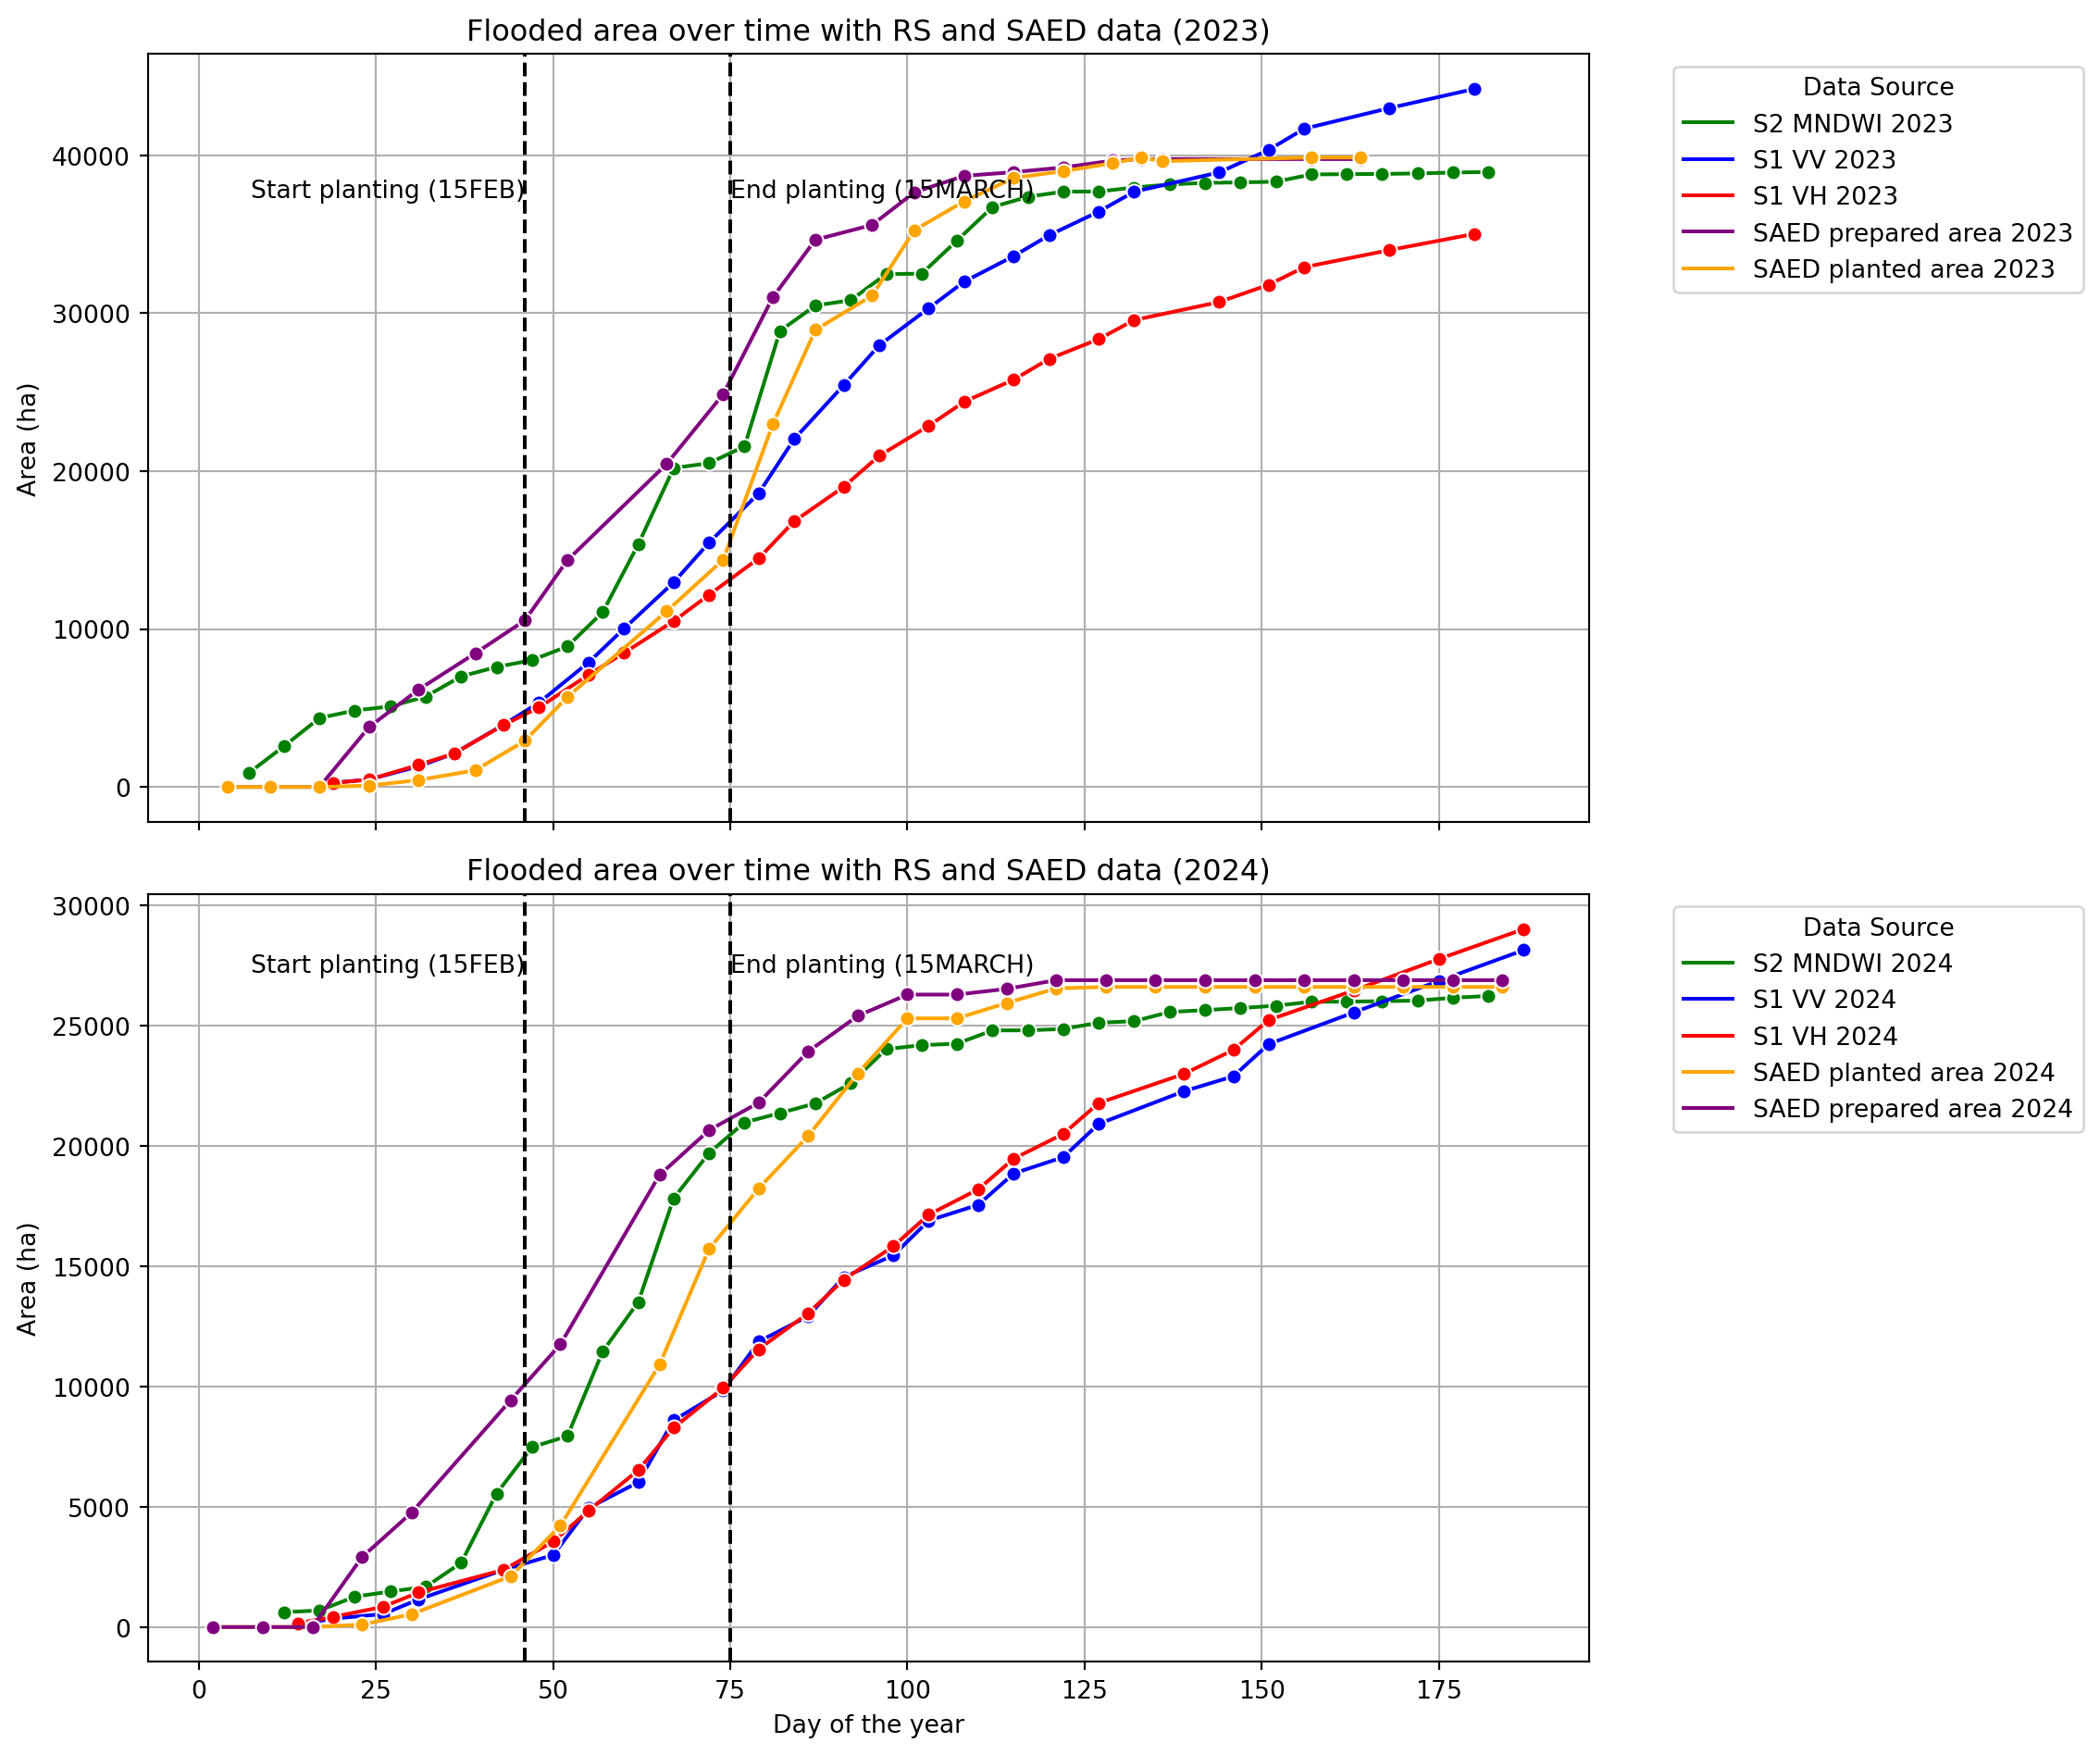 Flooded area over time with RS and SAED data (2023)
Area (ha)
40000
30000
20000
10000
0
Start planting (15FEB)
End planting (15MARCH)
Data Source
S2 MNDWI 2023
S1 VV 2023
S1 VH 2023
SAED prepared area 2023
SAED planted area 2023
Flooded area over time with RS and SAED data (2024)
Area (ha)
30000
25000
20000
15000
10000
5000
0
Start planting (15FEB)
End planting (15MARCH)
Data Source
S2 MNDWI 2024
S1 VV 2024
S1 VH 2024
SAED planted area 2024
SAED prepared area 2024
0 25 50 75 100 125 150 175
Day of the year